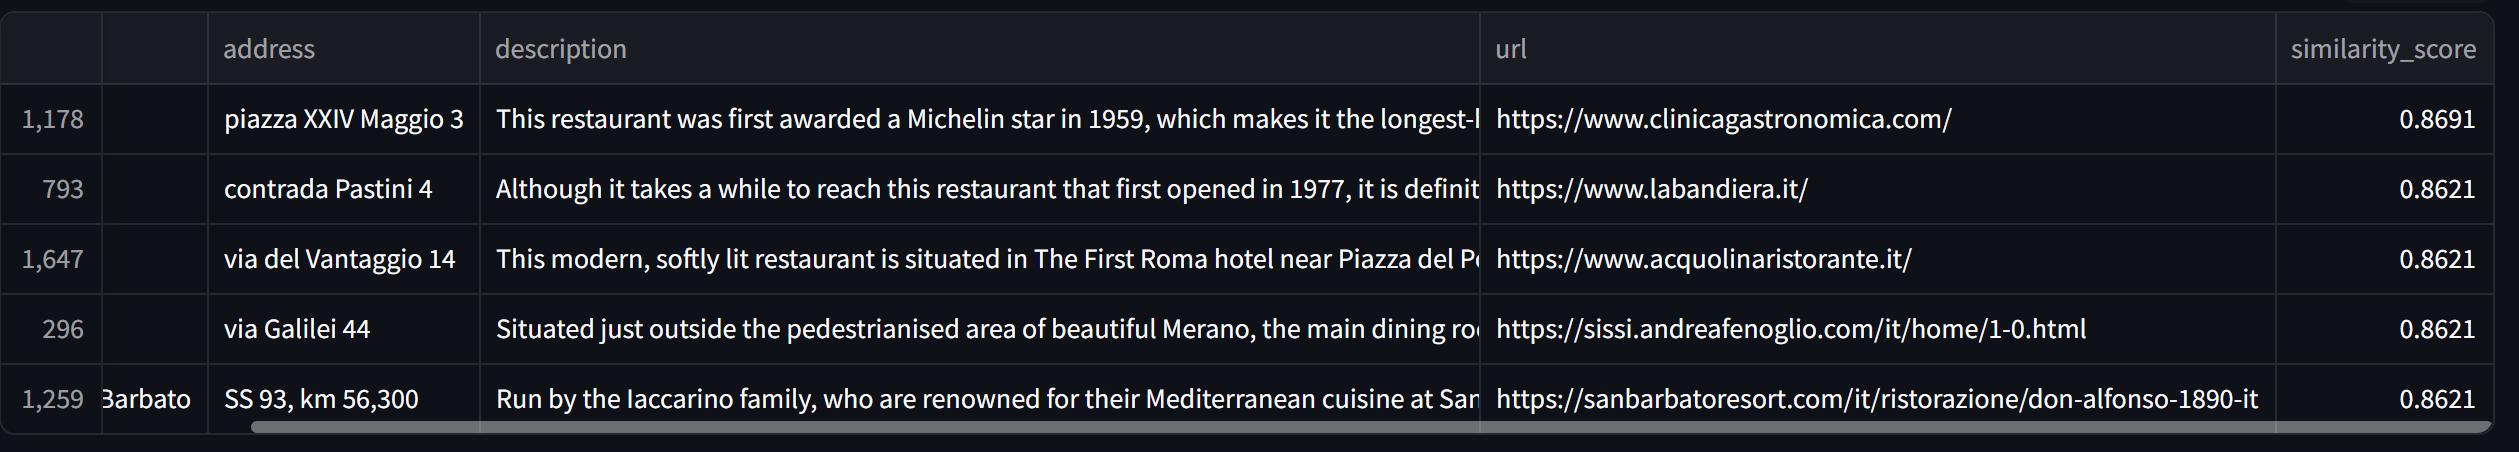 address description url similarity_score
1,178 piazza XXIV Maggio 3 This restaurant was first awarded a Michelin star in 1959, which makes it the longest- https://www.clinicagastronomica.com/ 0.8691
793 contrada Pastini 4 Although it takes a while to reach this restaurant that first opened in 1977, it is definit https://www.labandiera.it/ 0.8621
1,647 via del Vantaggio 14 This modern, softly lit restaurant is situated in The First Roma hotel near Piazza del Po https://www.acquolinaristorante.it/ 0.8621
296 via Galilei 44 Situated just outside the pedestrianised area of beautiful Merano, the main dining roo https://sissi.andreafenoglio.com/it/home/1-0.html 0.8621
1,259 Barbato SS 93, km 56,300 Run by the Iaccarino family, who are renowned for their Mediterranean cuisine at San https://sanbarbatoresort.com/it/ristorazione/don-alfonso-1890-it 0.8621